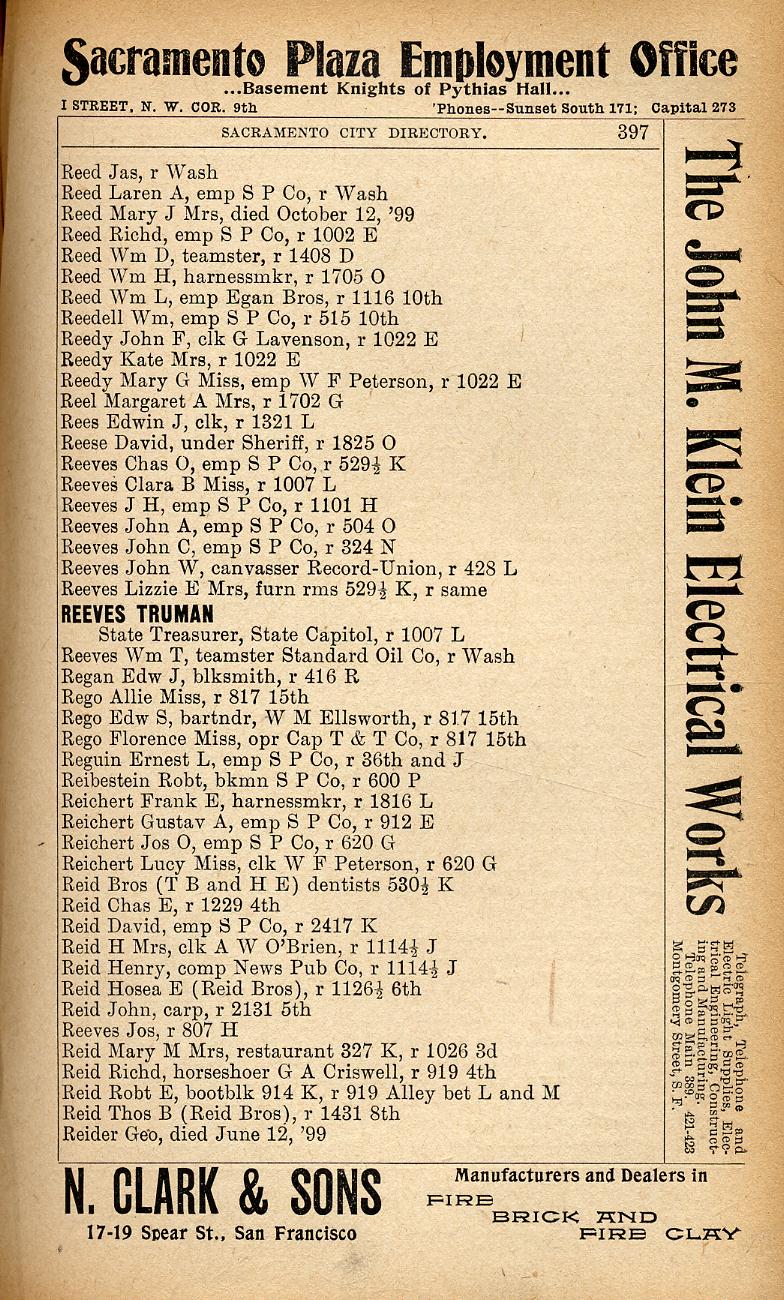 Sacramento Plaza Employment Office
...Basement Knights of Pythias Hall...
I STREET, N. W. COR. 9th 'Phones--Sunset South 171; Capital 273
SACRAMENTO CITY DIRECTORY. 397
Reed Jas, r Wash
Reed Laren A, emp S P Co, r Wash
Reed Mary J Mrs, died October 12, '99
Reed Richd, emp S P Co, r 1002 E
Reed Wm D, teamster, r 1408 D
Reed Wm H, harnessmkr, r 1705 O
Reed Wm L, emp Egan Bros, r 1116 10th
Reedell Wm, emp S P Co, r 515 10th
Reedy John F, clk G Lavenson, r 1022 E
Reedy Kate Mrs, r 1022 E
Reedy Mary G Miss, emp W F Peterson, r 1022 E
Reel Margaret A Mrs, r 1702 G
Rees Edwin J, clk, r 1321 L
Reese David, under Sheriff, r 1825 O
Reeves Chas O, emp S P Co, r 529½ K
Reeves Clara B Miss, r 1007 L
Reeves J H, emp S P Co, r 1101 H
Reeves John A, emp S P Co, r 504 O
Reeves John C, emp S P Co, r 324 N
Reeves John W, canvasser Record-Union, r 428 L
Reeves Lizzie E Mrs, furn rms 529½ K, r same
REEVES TRUMAN
State Treasurer, State Capitol, r 1007 L
Reeves Wm T, teamster Standard Oil Co, r Wash
Regan Edw J, blksmith, r 416 R
Rego Allie Miss, r 817 15th
Rego Edw S, bartndr, W M Ellsworth, r 817 15th
Rego Florence Miss, opr Cap T & T Co, r 817 15th
Reguin Ernest L, emp S P Co, r 36th and J
Reibestein Robt, bkmn S P Co, r 600 P
Reichert Frank E, harnessmkr, r 1816 L
Reichert Gustav A, emp S P Co, r 912 E
Reichert Jos O, emp S P Co, r 620 G
Reichert Lucy Miss, clk W F Peterson, r 620 G
Reid Bros (T B and H E) dentists 530½ K
Reid Chas E, r 1229 4th
Reid David, emp S P Co, r 2417 K
Reid H Mrs, clk A W O'Brien, r 1114½ J
Reid Henry, comp News Pub Co, r 1114½ J
Reid Hosea E (Reid Bros), r 1126½ 6th
Reid John, carp, r 2131 5th
Reeves Jos, r 807 H
Reid Mary M Mrs, restaurant 327 K, r 1026 3d
Reid Richd, horseshoer G A Criswell, r 919 4th
Reid Robt E, bootblk 914 K, r 919 Alley bet L and M
Reid Thos B (Reid Bros), r 1431 8th
Reider Geo, died June 12, '99
The John M. Klein Electrical Works
Telegraph, Telephone and
Electric Light Supplies, Elec-
trical Engineering, Construct-
ing and Manufacturing.
Telephone Main 389. 421-423
Montgomery Street, S. F.
N. CLARK & SONS
17-19 Spear St., San Francisco
Manufacturers and Dealers in
FIRE
BRICK AND
FIRE CLAY